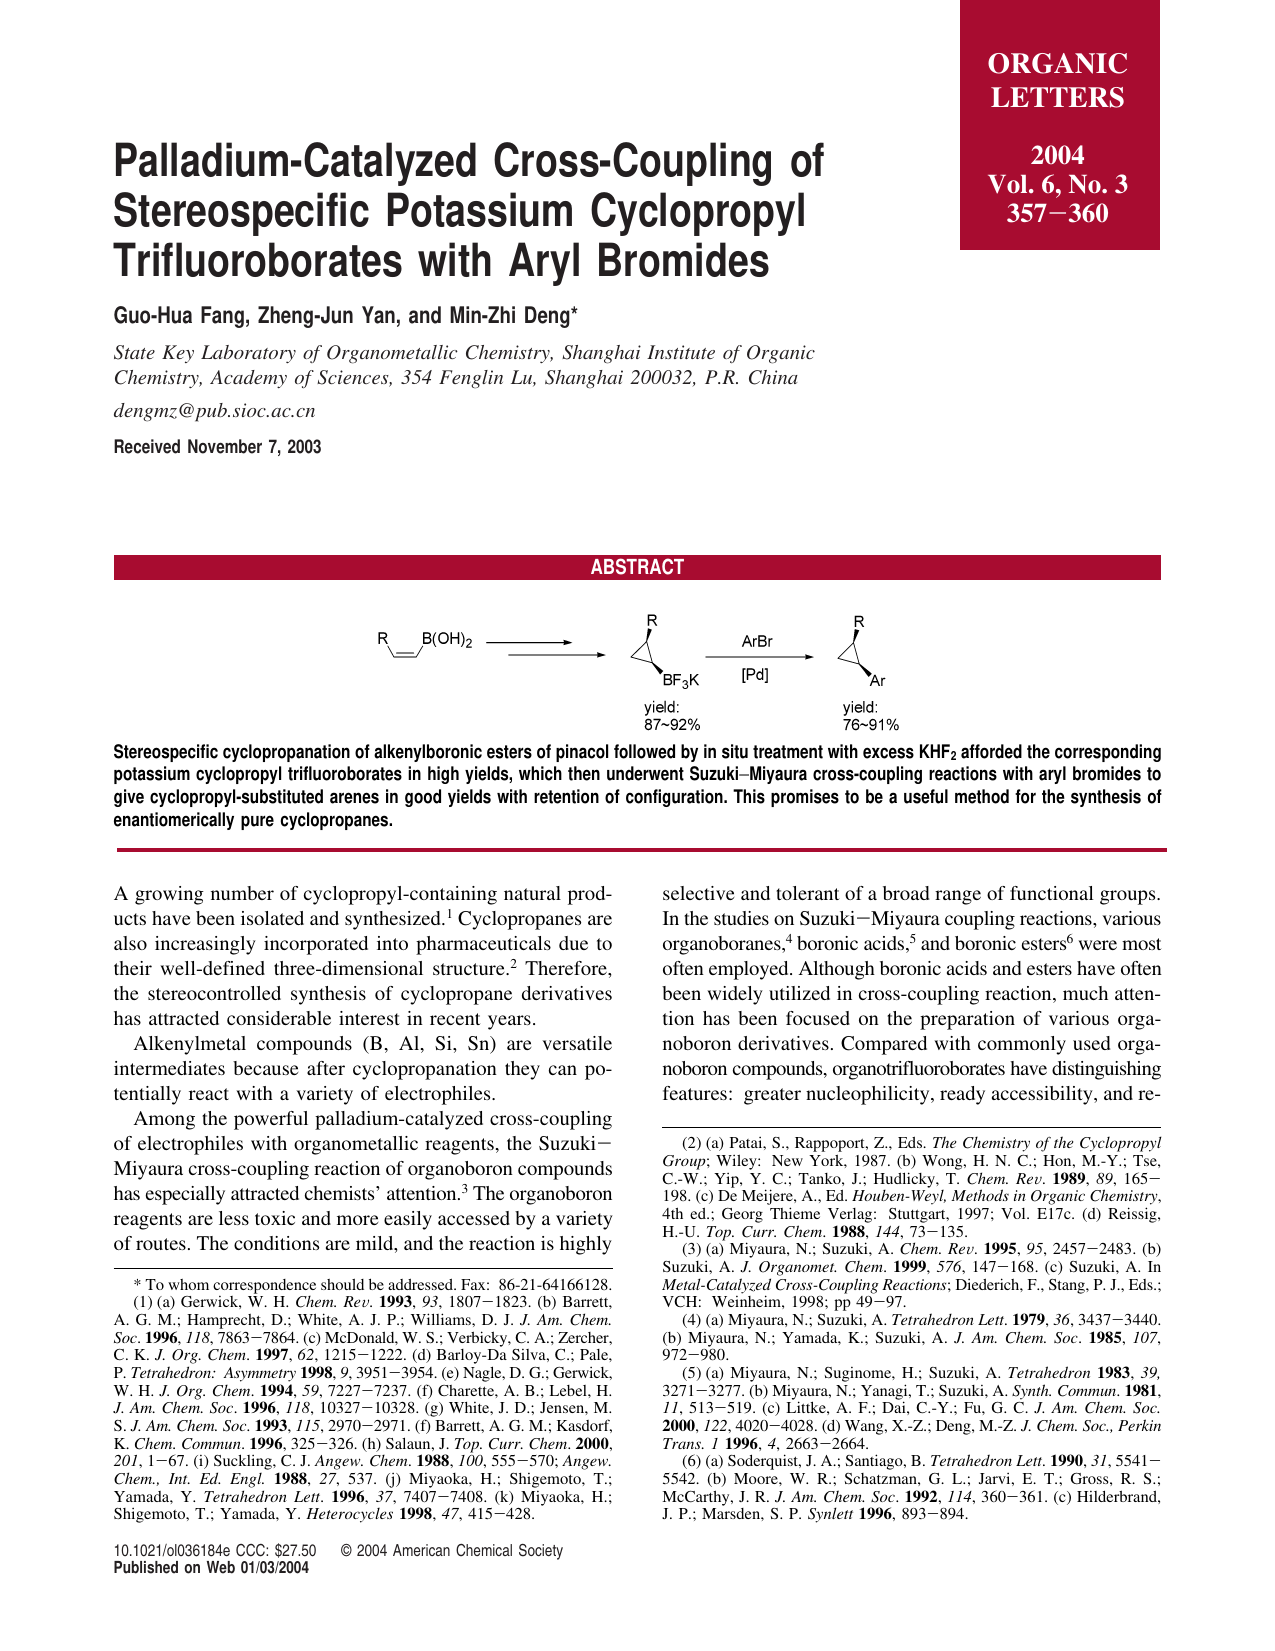 ORGANIC
LETTERS
2004
Vol. 6, No. 3
357−360
Palladium-Catalyzed Cross-Coupling of
Stereospecific Potassium Cyclopropyl
Trifluoroborates with Aryl Bromides
Guo-Hua Fang, Zheng-Jun Yan, and Min-Zhi Deng*
State Key Laboratory of Organometallic Chemistry, Shanghai Institute of Organic
Chemistry, Academy of Sciences, 354 Fenglin Lu, Shanghai 200032, P.R. China
dengmz@pub.sioc.ac.cn
Received November 7, 2003
ABSTRACT
R B(OH)2
R
BF3K
yield:
87~92%
ArBr
[Pd]
R
Ar
yield:
76~91%
Stereospecific cyclopropanation of alkenylboronic esters of pinacol followed by in situ treatment with excess KHF2 afforded the corresponding
potassium cyclopropyl trifluoroborates in high yields, which then underwent Suzuki−Miyaura cross-coupling reactions with aryl bromides to
give cyclopropyl-substituted arenes in good yields with retention of configuration. This promises to be a useful method for the synthesis of
enantiomerically pure cyclopropanes.
A growing number of cyclopropyl-containing natural prod-
ucts have been isolated and synthesized.1 Cyclopropanes are
also increasingly incorporated into pharmaceuticals due to
their well-defined three-dimensional structure.2 Therefore,
the stereocontrolled synthesis of cyclopropane derivatives
has attracted considerable interest in recent years.
Alkenylmetal compounds (B, Al, Si, Sn) are versatile
intermediates because after cyclopropanation they can po-
tentially react with a variety of electrophiles.
Among the powerful palladium-catalyzed cross-coupling
of electrophiles with organometallic reagents, the Suzuki−
Miyaura cross-coupling reaction of organoboron compounds
has especially attracted chemists' attention.3 The organoboron
reagents are less toxic and more easily accessed by a variety
of routes. The conditions are mild, and the reaction is highly
* To whom correspondence should be addressed. Fax: 86-21-64166128.
(1) (a) Gerwick, W. H. Chem. Rev. 1993, 93, 1807−1823. (b) Barrett,
A. G. M.; Hamprecht, D.; White, A. J. P.; Williams, D. J. J. Am. Chem.
Soc. 1996, 118, 7863−7864. (c) McDonald, W. S.; Verbicky, C. A.; Zercher,
C. K. J. Org. Chem. 1997, 62, 1215−1222. (d) Barloy-Da Silva, C.; Pale,
P. Tetrahedron: Asymmetry 1998, 9, 3951−3954. (e) Nagle, D. G.; Gerwick,
W. H. J. Org. Chem. 1994, 59, 7227−7237. (f) Charette, A. B.; Lebel, H.
J. Am. Chem. Soc. 1996, 118, 10327−10328. (g) White, J. D.; Jensen, M.
S. J. Am. Chem. Soc. 1993, 115, 2970−2971. (f) Barrett, A. G. M.; Kasdorf,
K. Chem. Commun. 1996, 325−326. (h) Salaun, J. Top. Curr. Chem. 2000,
201, 1−67. (i) Suckling, C. J. Angew. Chem. 1988, 100, 555−570; Angew.
Chem., Int. Ed. Engl. 1988, 27, 537. (j) Miyaoka, H.; Shigemoto, T.;
Yamada, Y. Tetrahedron Lett. 1996, 37, 7407−7408. (k) Miyaoka, H.;
Shigemoto, T.; Yamada, Y. Heterocycles 1998, 47, 415−428.
selective and tolerant of a broad range of functional groups.
In the studies on Suzuki−Miyaura coupling reactions, various
organoboranes,4 boronic acids,5 and boronic esters6 were most
often employed. Although boronic acids and esters have often
been widely utilized in cross-coupling reaction, much atten-
tion has been focused on the preparation of various orga-
noboron derivatives. Compared with commonly used orga-
noboron compounds, organotrifluoroborates have distinguishing
features: greater nucleophilicity, ready accessibility, and re-
(2) (a) Patai, S., Rappoport, Z., Eds. The Chemistry of the Cyclopropyl
Group; Wiley: New York, 1987. (b) Wong, H. N. C.; Hon, M.-Y.; Tse,
C.-W.; Yip, Y. C.; Tanko, J.; Hudlicky, T. Chem. Rev. 1989, 89, 165−
198. (c) De Meijere, A., Ed. Houben-Weyl, Methods in Organic Chemistry,
4th ed.; Georg Thieme Verlag: Stuttgart, 1997; Vol. E17c. (d) Reissig,
H.-U. Top. Curr. Chem. 1988, 144, 73−135.
(3) (a) Miyaura, N.; Suzuki, A. Chem. Rev. 1995, 95, 2457−2483. (b)
Suzuki, A. J. Organomet. Chem. 1999, 576, 147−168. (c) Suzuki, A. In
Metal-Catalyzed Cross-Coupling Reactions; Diederich, F., Stang, P. J., Eds.;
VCH: Weinheim, 1998; pp 49−97.
(4) (a) Miyaura, N.; Suzuki, A. Tetrahedron Lett. 1979, 36, 3437−3440.
(b) Miyaura, N.; Yamada, K.; Suzuki, A. J. Am. Chem. Soc. 1985, 107,
972−980.
(5) (a) Miyaura, N.; Suginome, H.; Suzuki, A. Tetrahedron 1983, 39,
3271−3277. (b) Miyaura, N.; Yanagi, T.; Suzuki, A. Synth. Commun. 1981,
11, 513−519. (c) Littke, A. F.; Dai, C.-Y.; Fu, G. C. J. Am. Chem. Soc.
2000, 122, 4020−4028. (d) Wang, X.-Z.; Deng, M.-Z. J. Chem. Soc., Perkin
Trans. 1 1996, 4, 2663−2664.
(6) (a) Soderquist, J. A.; Santiago, B. Tetrahedron Lett. 1990, 31, 5541−
5542. (b) Moore, W. R.; Schatzman, G. L.; Jarvi, E. T.; Gross, R. S.;
McCarthy, J. R. J. Am. Chem. Soc. 1992, 114, 360−361. (c) Hilderbrand,
J. P.; Marsden, S. P. Synlett 1996, 893−894.
10.1021/ol036184e CCC: $27.50 © 2004 American Chemical Society
Published on Web 01/03/2004